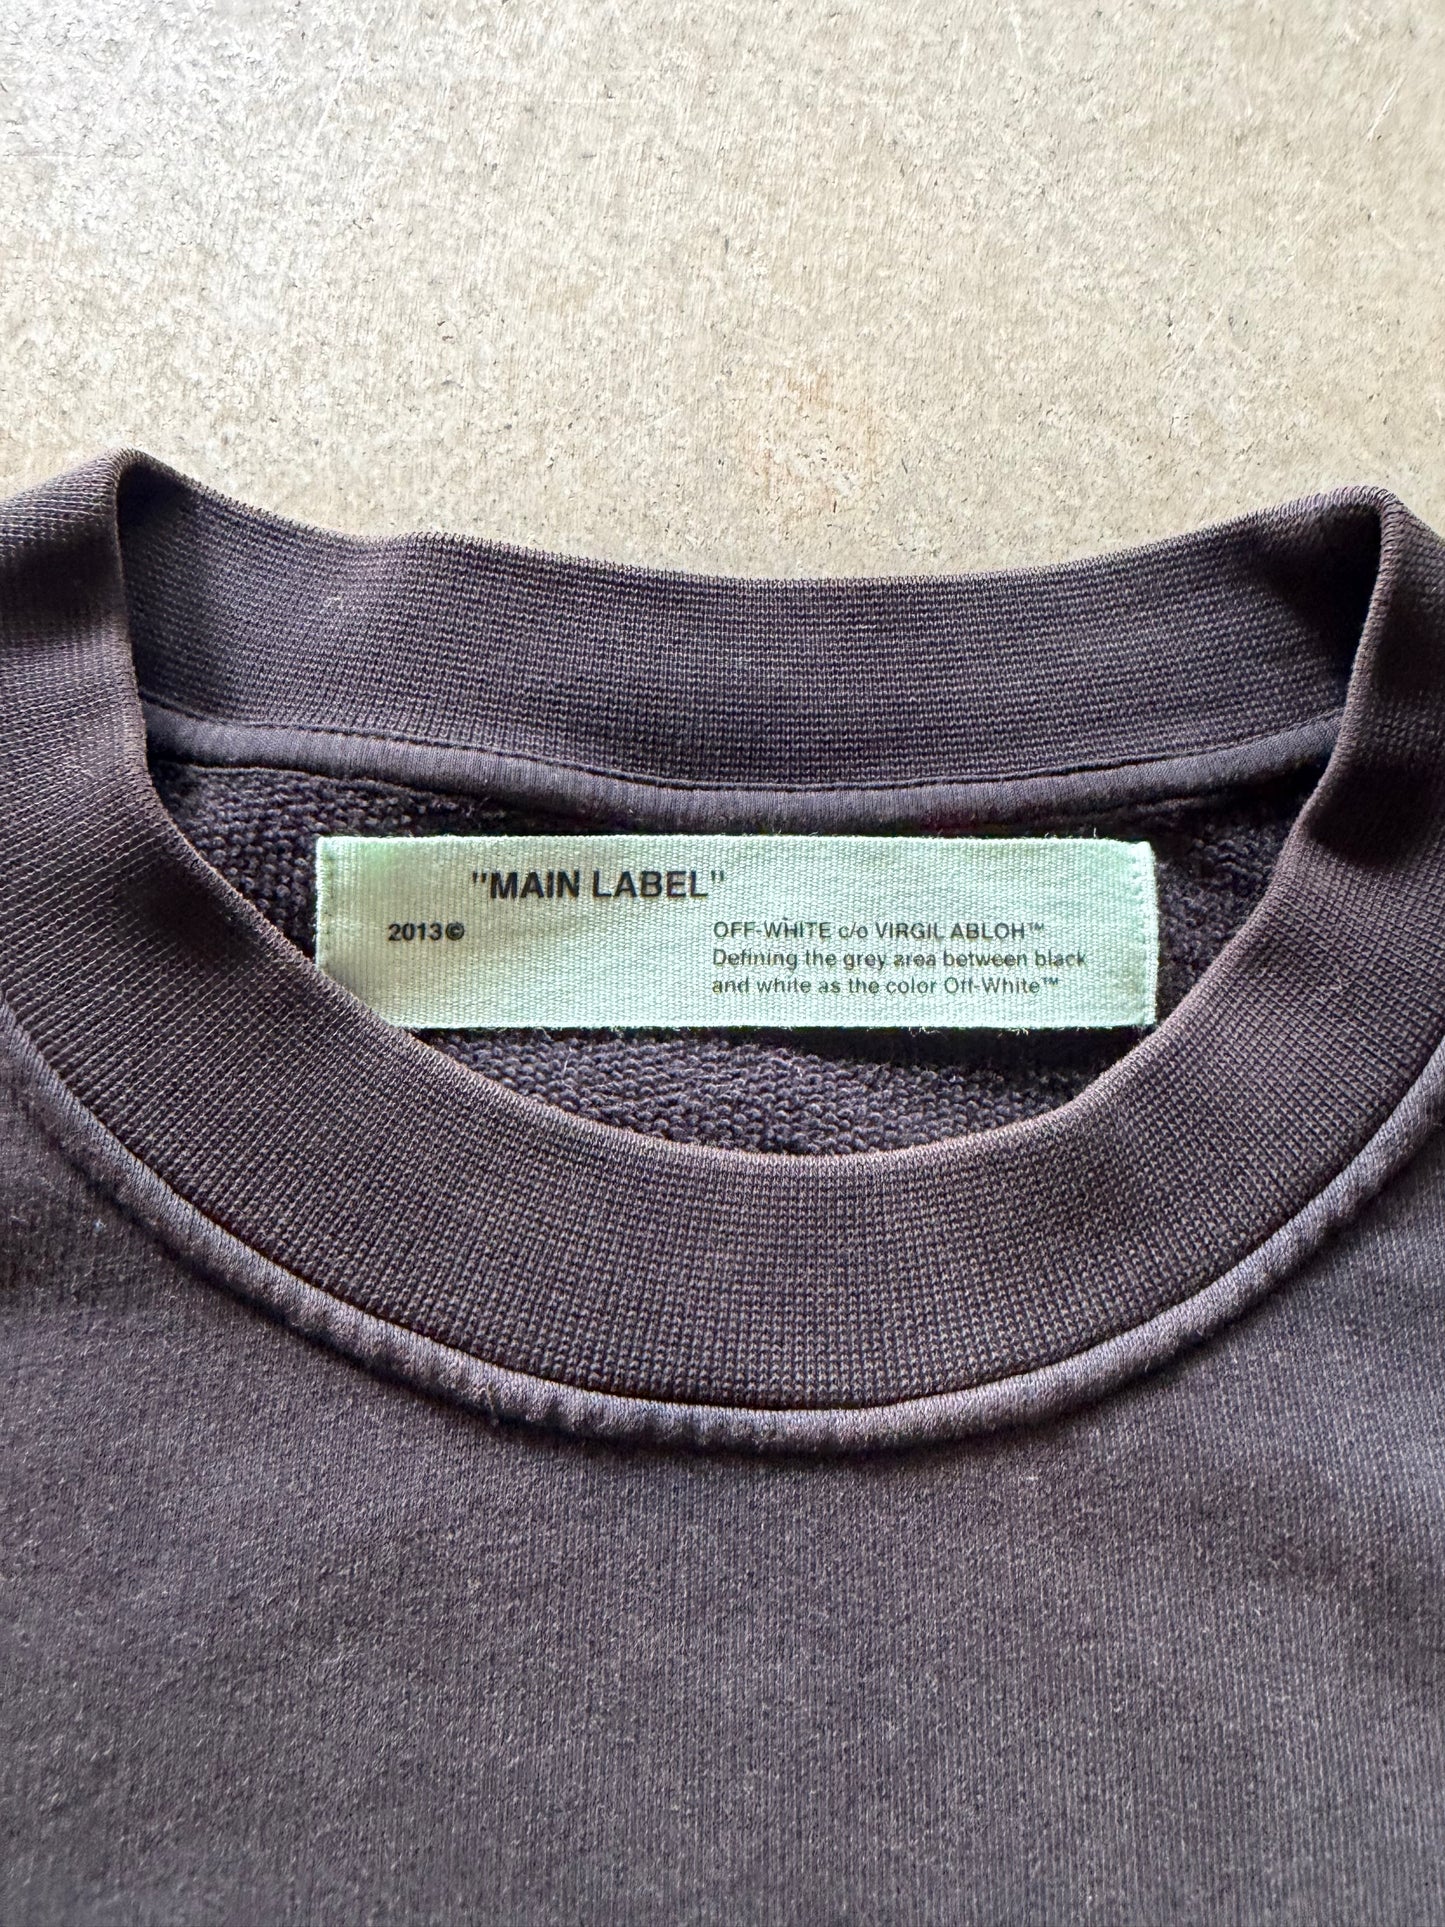 "MAIN LABEL"
2013©
OFF-WHITE c/o VIRGIL ABLOH™
Defining the grey area between black
and white as the color Off-White™